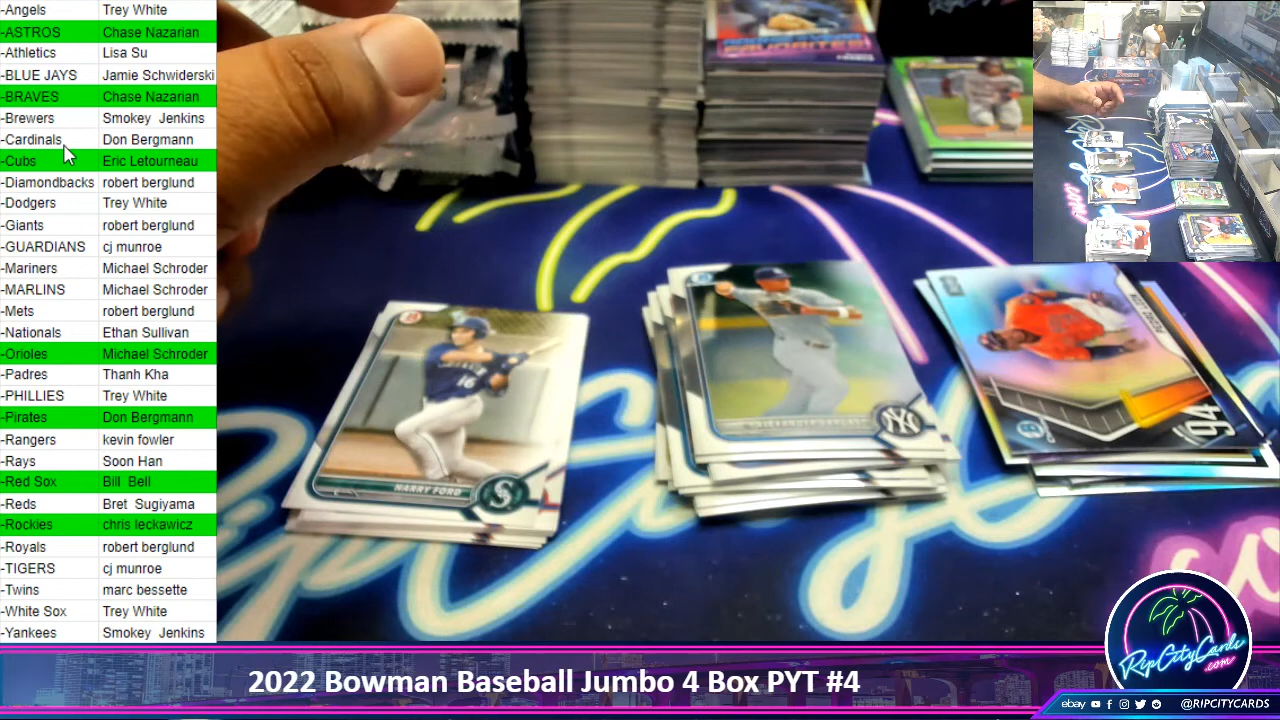 -Angels Trey White
-ASTROS Chase Nazarian
-Athletics Lisa Su
-BLUE JAYS Jamie Schwiderski
-BRAVES Chase Nazarian
-Brewers Smokey Jenkins
-Cardinals Don Bergmann
-Cubs Eric Letourneau
-Diamondbacks robert berglund
-Dodgers Trey White
-Giants robert berglund
-GUARDIANS cj munroe
-Mariners Michael Schroder
-MARLINS Michael Schroder
-Mets robert berglund
-Nationals Ethan Sullivan
-Orioles Michael Schroder
-Padres Thanh Kha
-PHILLIES Trey White
-Pirates Don Bergmann
-Rangers kevin fowler
-Rays Soon Han
-Red Sox Bill Bell
-Reds Bret Sugiyama
-Rockies chris leckawicz
-Royals robert berglund
-TIGERS cj munroe
-Twins marc bessette
-White Sox Trey White
-Yankees Smokey Jenkins
HARRY FORD
S
16
NY
94
2022 Bowman Baseball Jumbo 4 Box PYT #4
RipCityCards
.com
ebay @RIPCITYCARDS